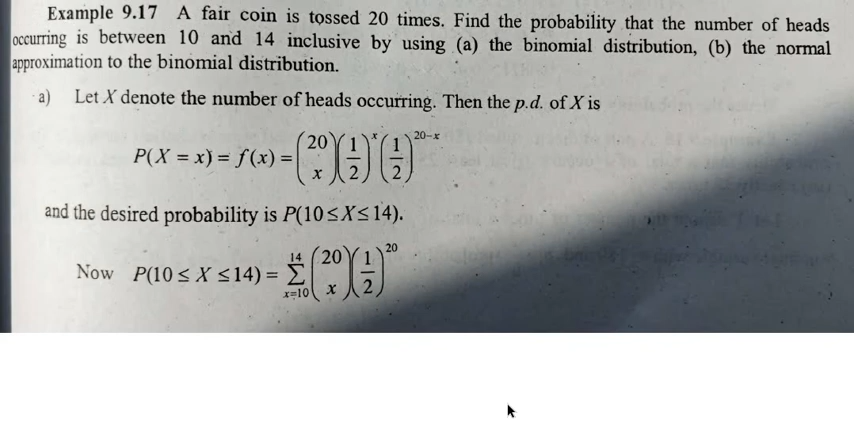 Example 9.17 A fair coin is tossed 20 times. Find the probability that the number of heads
occurring is between 10 and 14 inclusive by using (a) the binomial distribution, (b) the normal
approximation to the binomial distribution.
a) Let X denote the number of heads occurring. Then the p.d. of X is
P(X = x) = f(x) = (20 x) (1/2)^x (1/2)^20−x
and the desired probability is P(10≤X≤14).
Now P(10 ≤ X ≤14) = 14 Σ x=10 (20 x) (1/2)^20